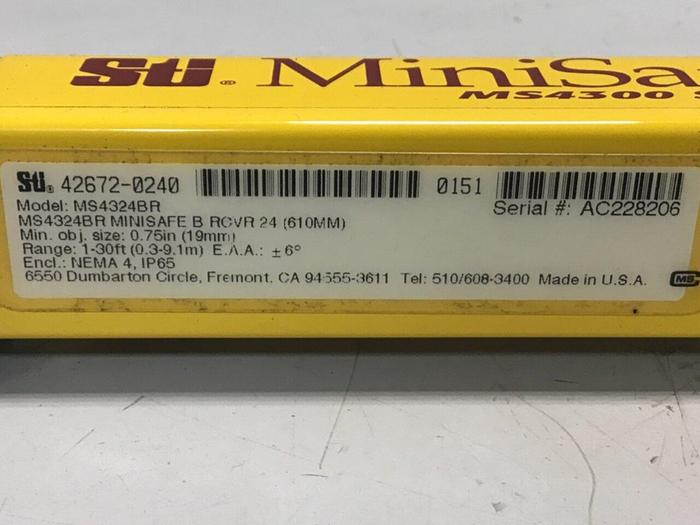 STi® MiniSa
MS4300 S
STi® 42672-0240 0151
Model: MS4324BR Serial #: AC228206
MS4324BR MINISAFE B RCVR 24 (610MM)
Min. obj. size: 0.75in (19mm)
Range: 1-30ft (0.3-9.1m) E.A.A.: ±6°
Encl.: NEMA 4, IP65
6550 Dumbarton Circle, Fremont, CA 94555-3611 Tel: 510/608-3400 Made in U.S.A. MS